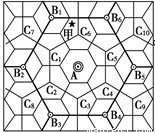 B₁
B₆
C₇
甲
C₆
C₁₀
C₁
C₅
B₂
A
B₅
C₂
C₄
C₈
C₃
C₉
B₃
B₄